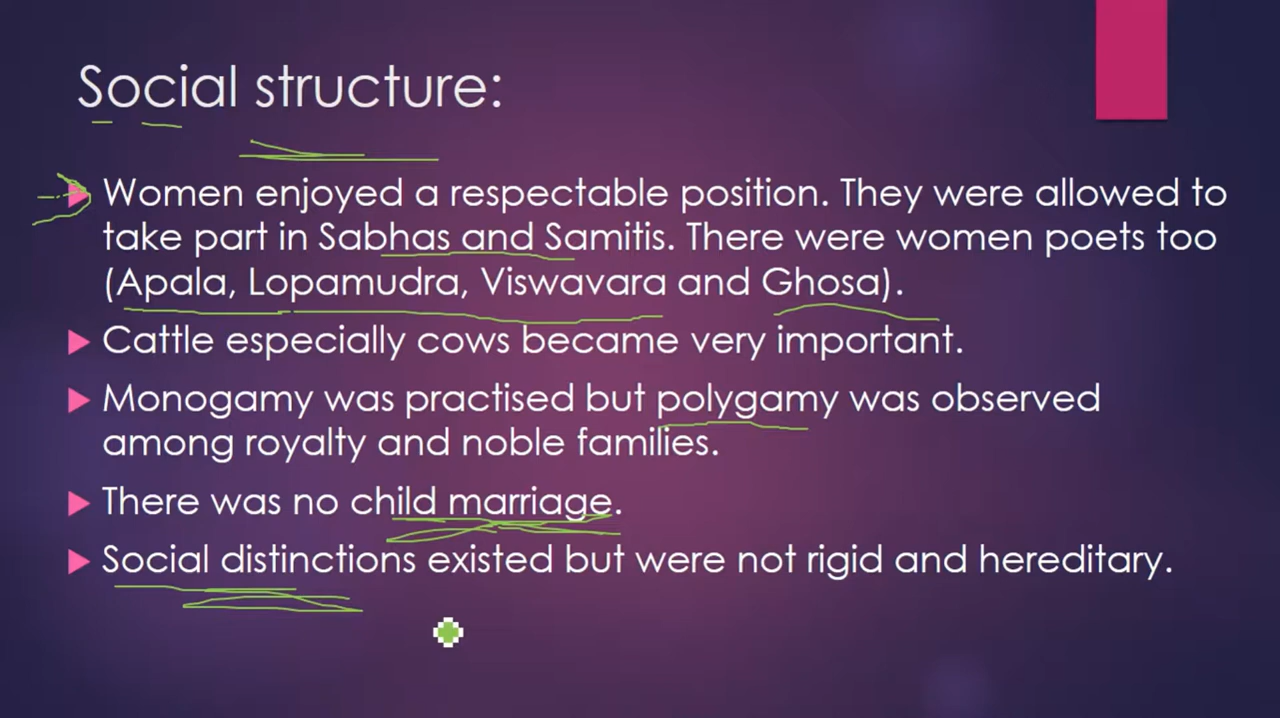 Social structure:
Women enjoyed a respectable position. They were allowed to
take part in Sabhas and Samitis. There were women poets too
(Apala, Lopamudra, Viswavara and Ghosa).
Cattle especially cows became very important.
Monogamy was practised but polygamy was observed
among royalty and noble families.
There was no child marriage.
Social distinctions existed but were not rigid and hereditary.